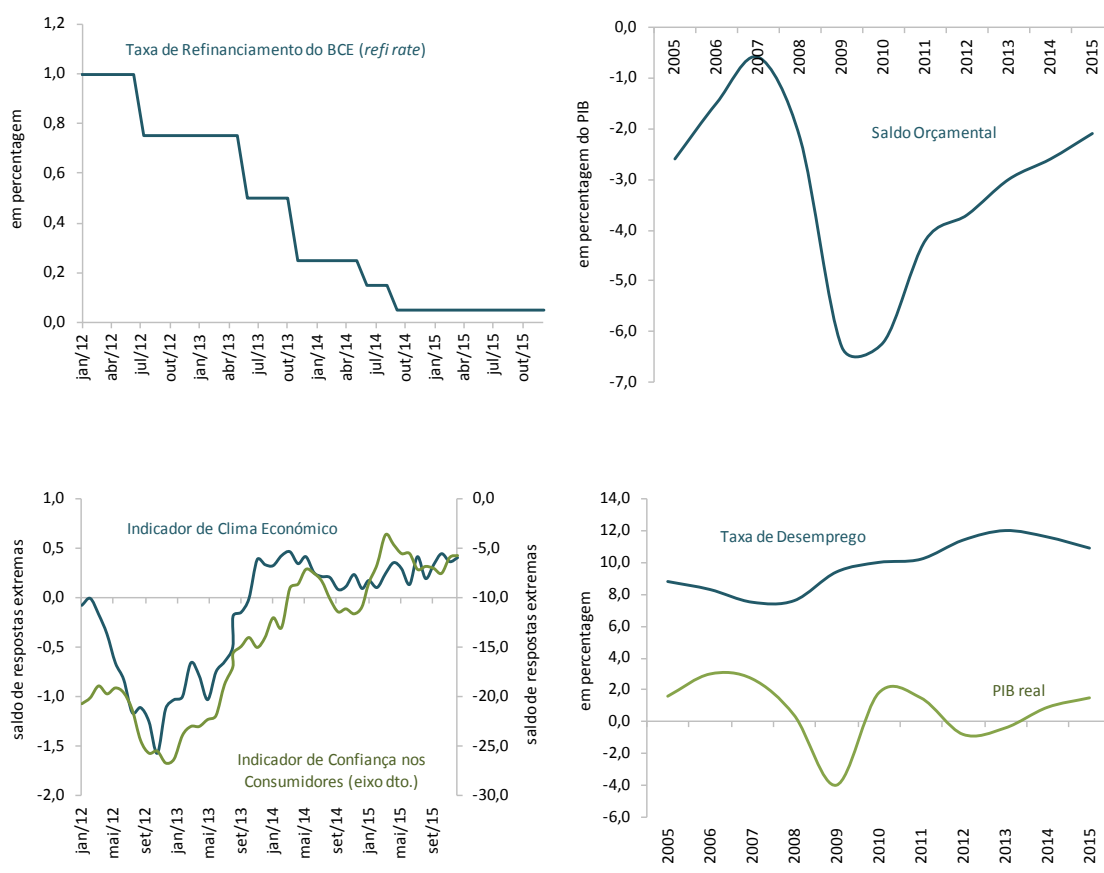 1,2
1,0
0,8
0,6
0,4
0,2
0,0
em percentagem
Taxa de Refinanciamento do BCE (refi rate)
jan/12
abr/12
jul/12
out/12
jan/13
abr/13
jul/13
out/13
jan/14
abr/14
jul/14
out/14
jan/15
abr/15
jul/15
out/15
0,0
-1,0
-2,0
-3,0
-4,0
-5,0
-6,0
-7,0
em percentagem do PIB
2005
2006
2007
2008
2009
2010
2011
2012
2013
2014
2015
Saldo Orçamental
1,0
0,5
0,0
-0,5
-1,0
-1,5
-2,0
saldo de respostas extremas
Indicador de Clima Económico
Indicador de Confiança nos
Consumidores (eixo dto.)
0,0
-5,0
-10,0
-15,0
-20,0
-25,0
-30,0
saldo de respostas extremas
jan/12
mai/12
set/12
jan/13
mai/13
set/13
jan/14
mai/14
set/14
jan/15
mai/15
set/15
14,0
12,0
10,0
8,0
6,0
4,0
2,0
0,0
-2,0
-4,0
-6,0
em percentagem
Taxa de Desemprego
PIB real
2005
2006
2007
2008
2009
2010
2011
2012
2013
2014
2015